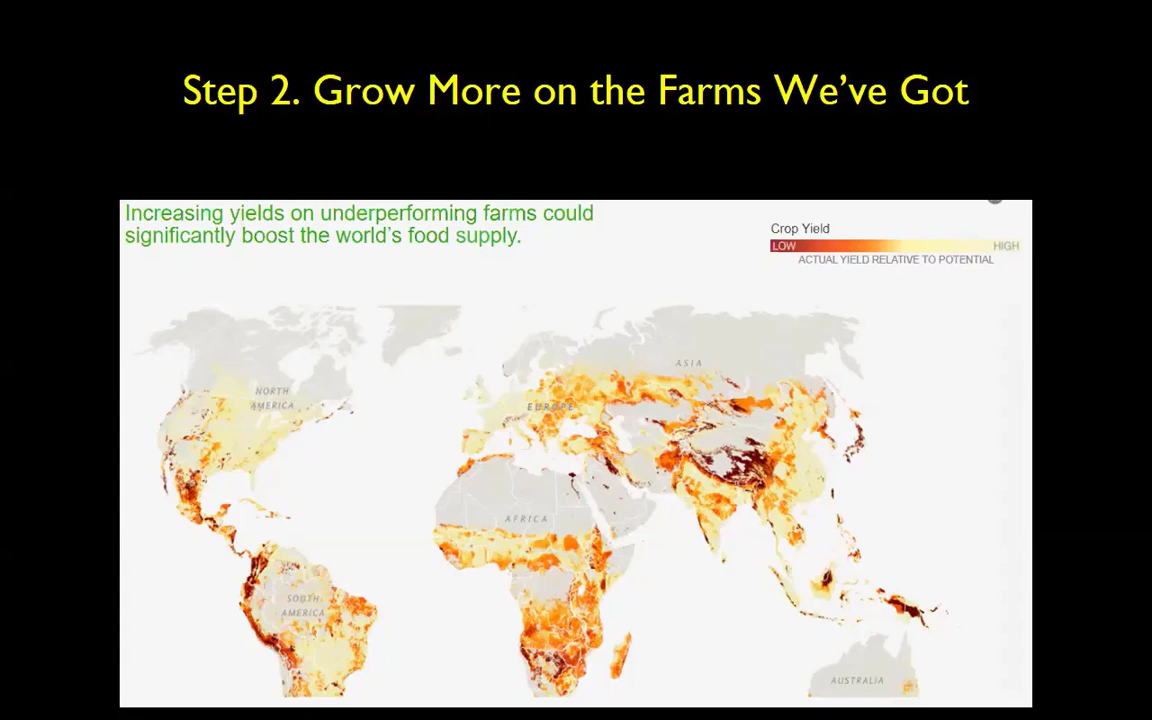 Step 2. Grow More on the Farms We’ve Got
Increasing yields on underperforming farms could
significantly boost the world’s food supply.
Crop Yield
LOW HIGH
ACTUAL YIELD RELATIVE TO POTENTIAL
ASIA
NORTH
AMERICA
EUROPE
AFRICA
SOUTH
AMERICA
AUSTRALIA